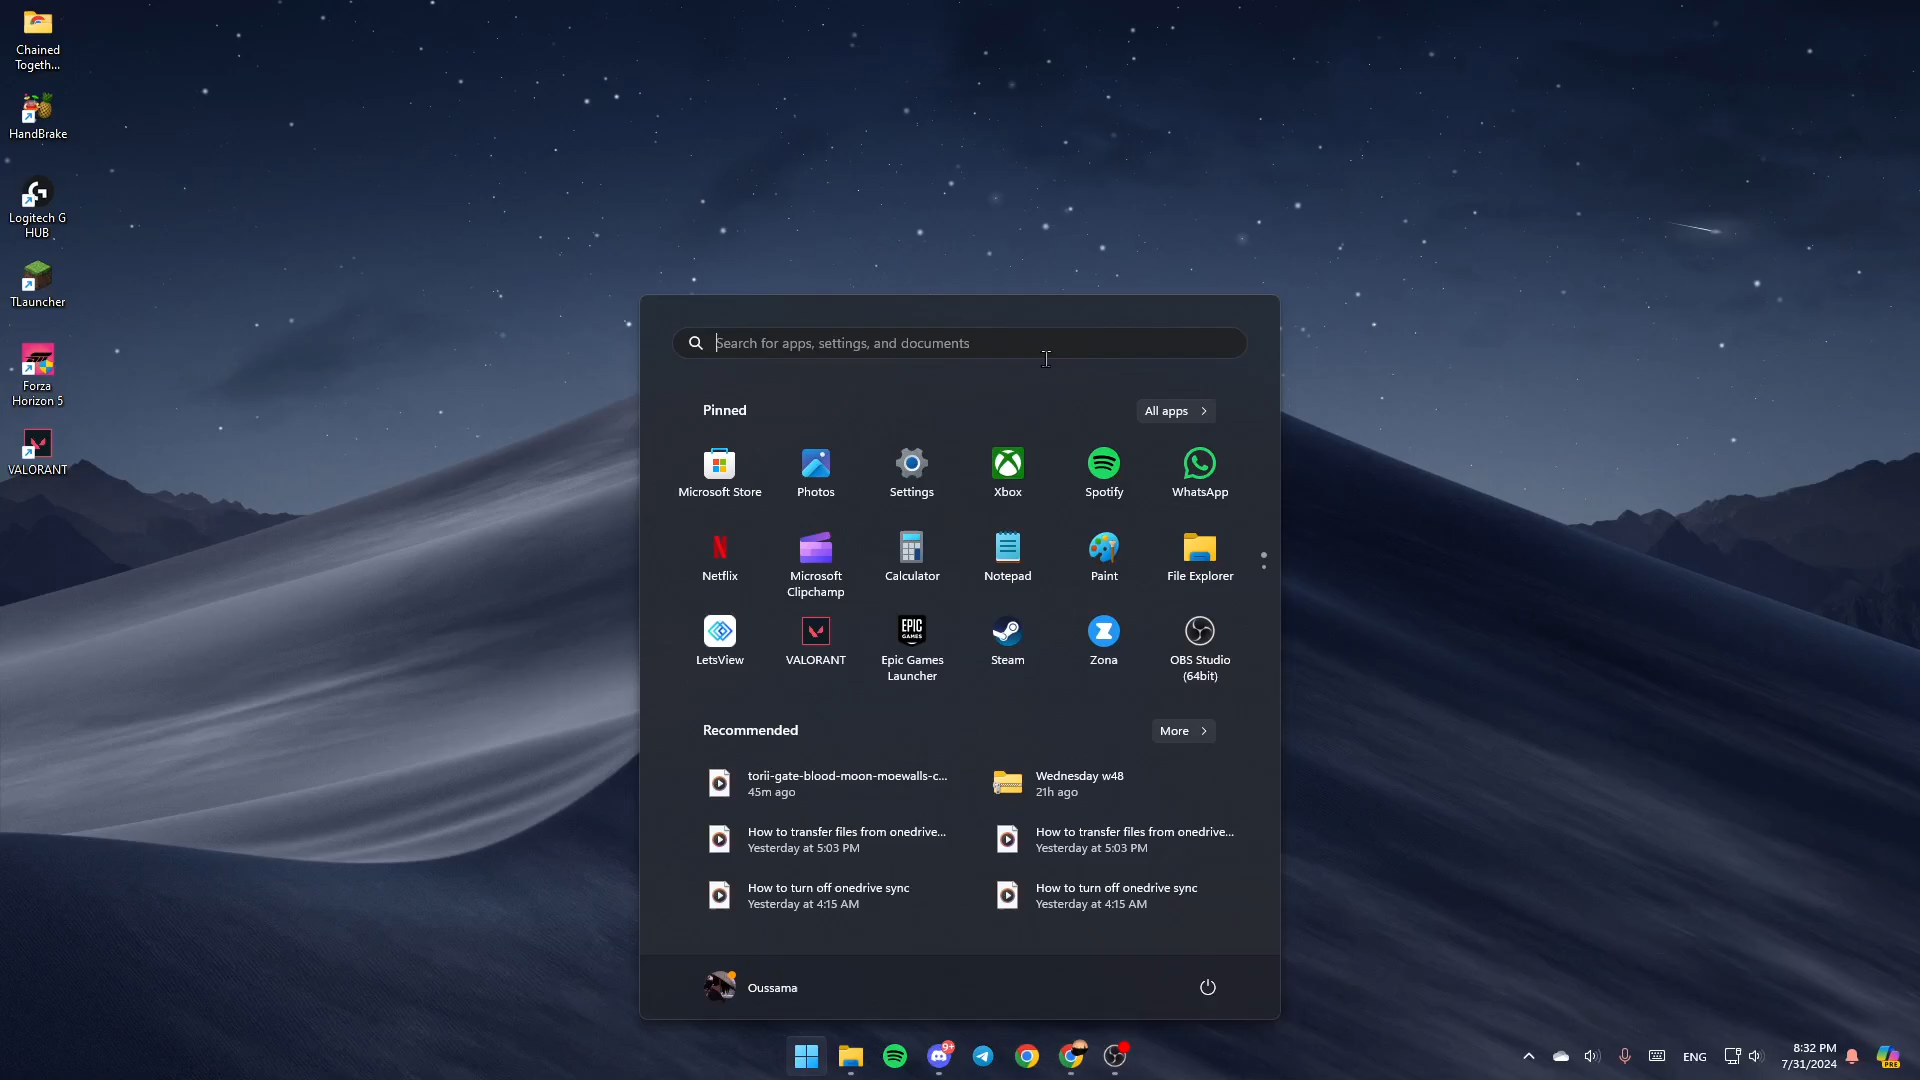 Chained
Togeth...
HandBrake
Logitech G
HUB
TLauncher
Forza
Horizon 5
VALORANT
Search for apps, settings, and documents
Pinned
All apps
Microsoft Store
Photos
Settings
Xbox
Spotify
WhatsApp
Netflix
Microsoft
Clipchamp
Calculator
Notepad
Paint
File Explorer
LetsView
VALORANT
EPIC
GAMES
Epic Games
Launcher
Steam
Zona
OBS Studio
(64bit)
Recommended
More
torii-gate-blood-moon-moewalls-c...
45m ago
Wednesday w48
21h ago
How to transfer files from onedrive...
Yesterday at 5:03 PM
How to transfer files from onedrive...
Yesterday at 5:03 PM
How to turn off onedrive sync
Yesterday at 4:15 AM
How to turn off onedrive sync
Yesterday at 4:15 AM
Oussama
9+
ENG
8:32 PM
7/31/2024
PRE